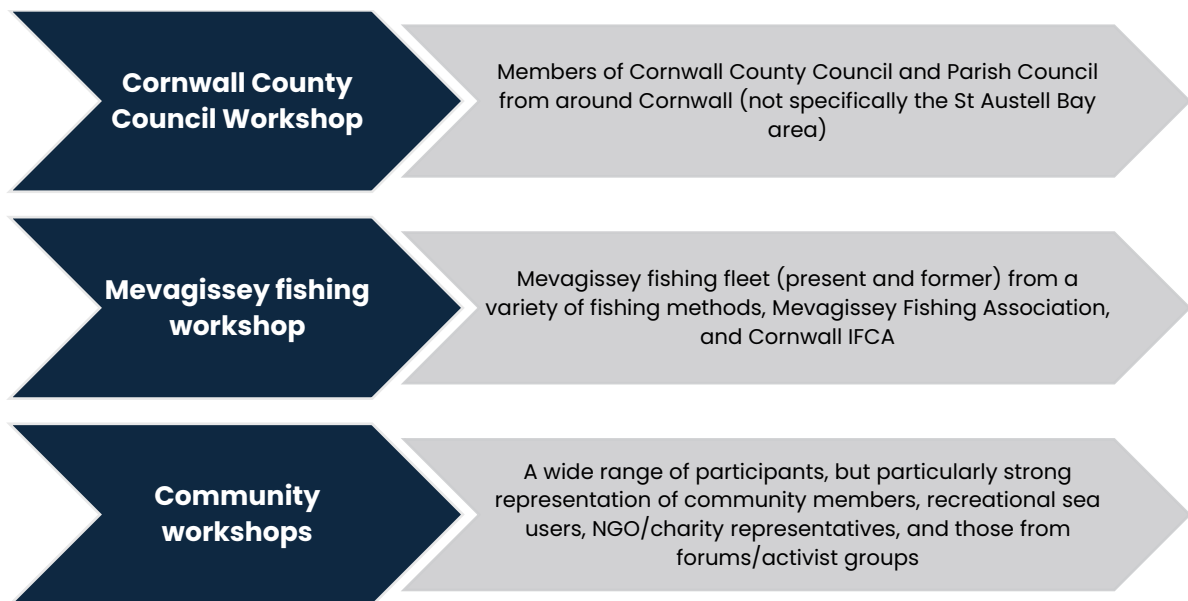 Cornwall County
Council Workshop
Members of Cornwall County Council and Parish Council
from around Cornwall (not specifically the St Austell Bay
area)
Mevagissey fishing
workshop
Mevagissey fishing fleet (present and former) from a
variety of fishing methods, Mevagissey Fishing Association,
and Cornwall IFCA
Community
workshops
A wide range of participants, but particularly strong
representation of community members, recreational sea
users, NGO/charity representatives, and those from
forums/activist groups